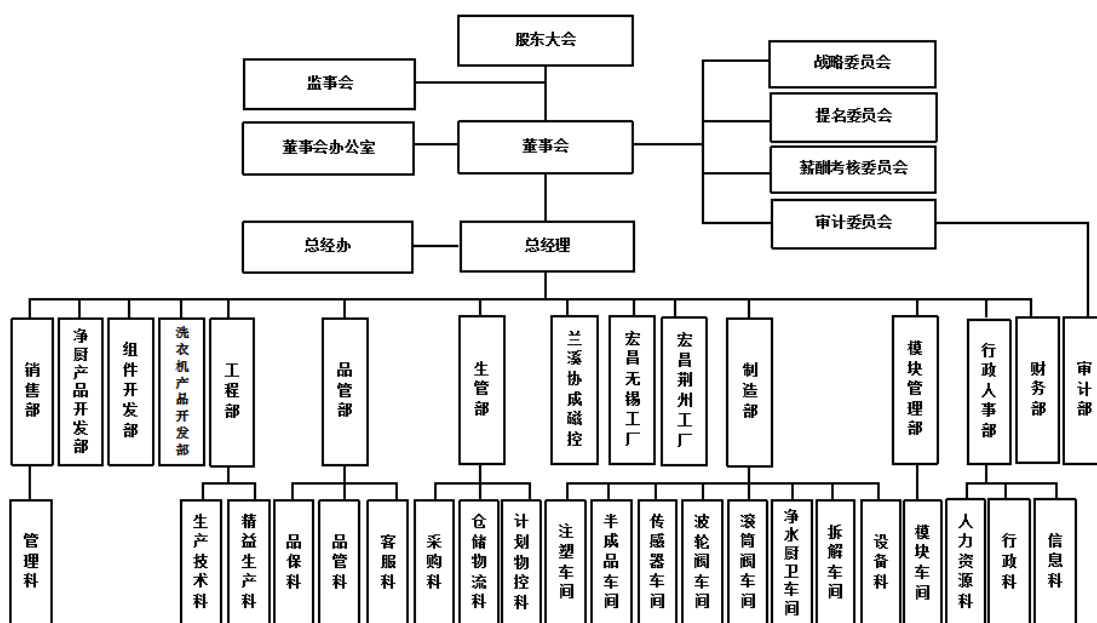 股东大会
监事会
战略委员会
提名委员会
董事会办公室
董事会
薪酬考核委员会
审计委员会
总经办
总经理
销售部
净厨产品开发部
组件开发部
洗衣机产品开发部
工程部
品管部
生管部
兰溪协成磁控
宏昌无锡工厂
宏昌荆州工厂
制造部
模块管理部
行政人事部
财务部
审计部
管理科
生产技术科
精益生产科
品保科
品管科
客服科
采购科
仓储物流科
计划物控科
注塑车间
半成品车间
传感器车间
波轮阀车间
滚筒阀车间
净水厨卫车间
拆解车间
设备科
模块车间
人力资源科
行政科
信息科